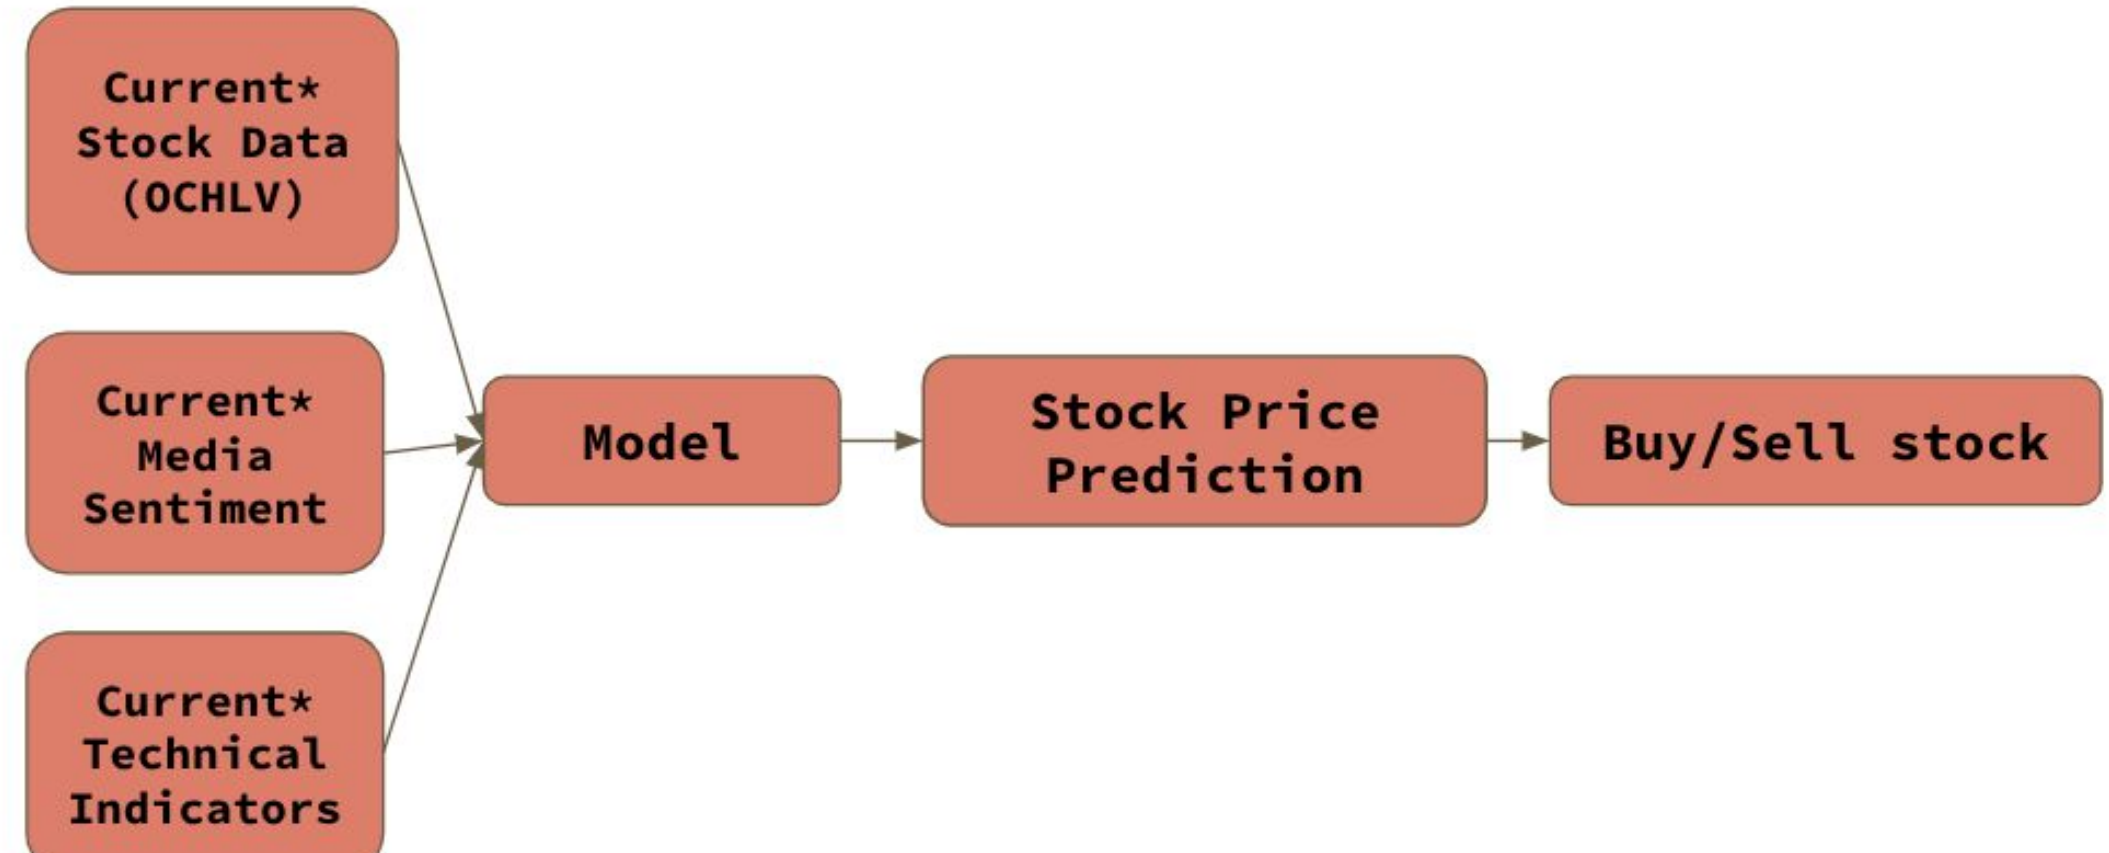 Current*
Stock Data
(OCHLV)
Current*
Media
Sentiment
Current*
Technical
Indicators
Model
Stock Price
Prediction
Buy/Sell stock